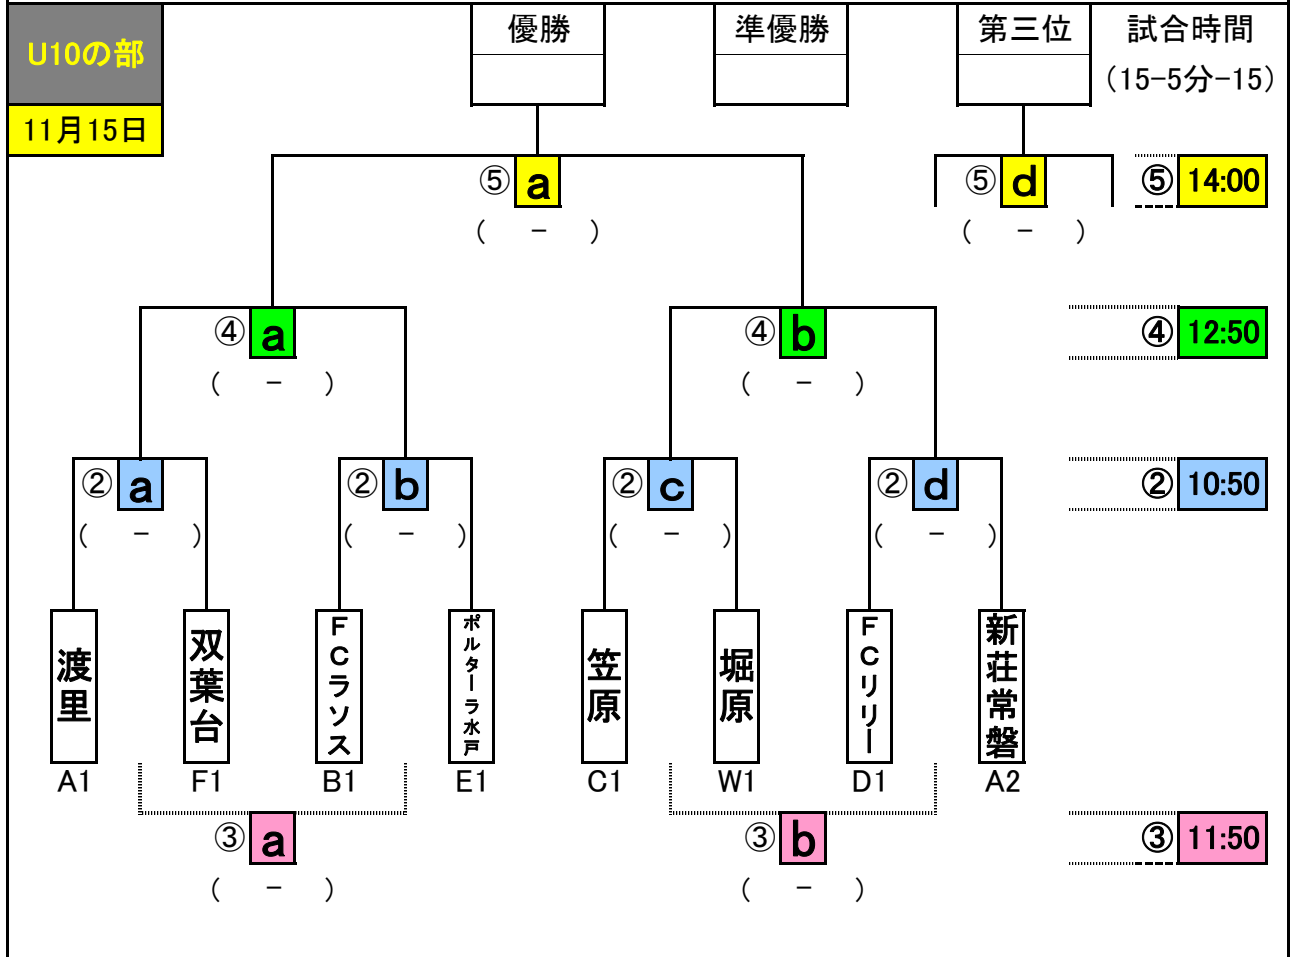 優勝 準優勝 第三位 試合時間
U10の部
(15-5分-15)
11月15日
⑤ a ⑤ d ⑤ 14:00
( - ) ( - )
④ a ④ b ④ 12:50
( - ) ( - )
② a ② b ② c ② d ② 10:50
( - ) ( - ) ( - ) ( - )
渡里
双葉台
FCラソス
ポルターラ水戸
笠原
堀原
FCリリー
新荘常磐
A1 F1 B1 E1 C1 W1 D1 A2
③ a ③ b ③ 11:50
( - ) ( - )